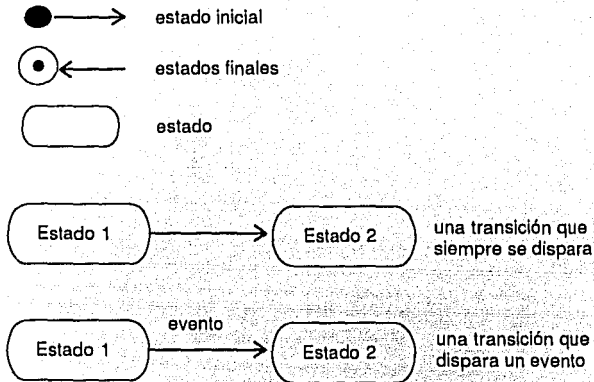 estado inicial
estados finales
estado
Estado 1
Estado 2
una transición que
siempre se dispara
evento
Estado 1
Estado 2
una transición que
dispara un evento